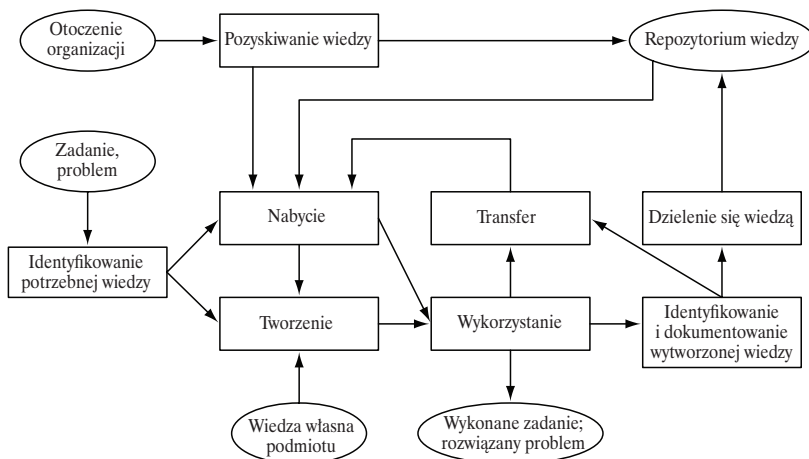 Otoczenie
organizacji
Pozyskiwanie wiedzy
Repozytorium wiedzy
Zadanie,
problem
Nabycie
Transfer
Dzielenie się wiedzą
Identyfikowanie
potrzebnej wiedzy
Tworzenie
Wykorzystanie
Identyfikowanie
i dokumentowanie
wytworzonej wiedzy
Wiedza własna
podmiotu
Wykonane zadanie;
rozwiązany problem